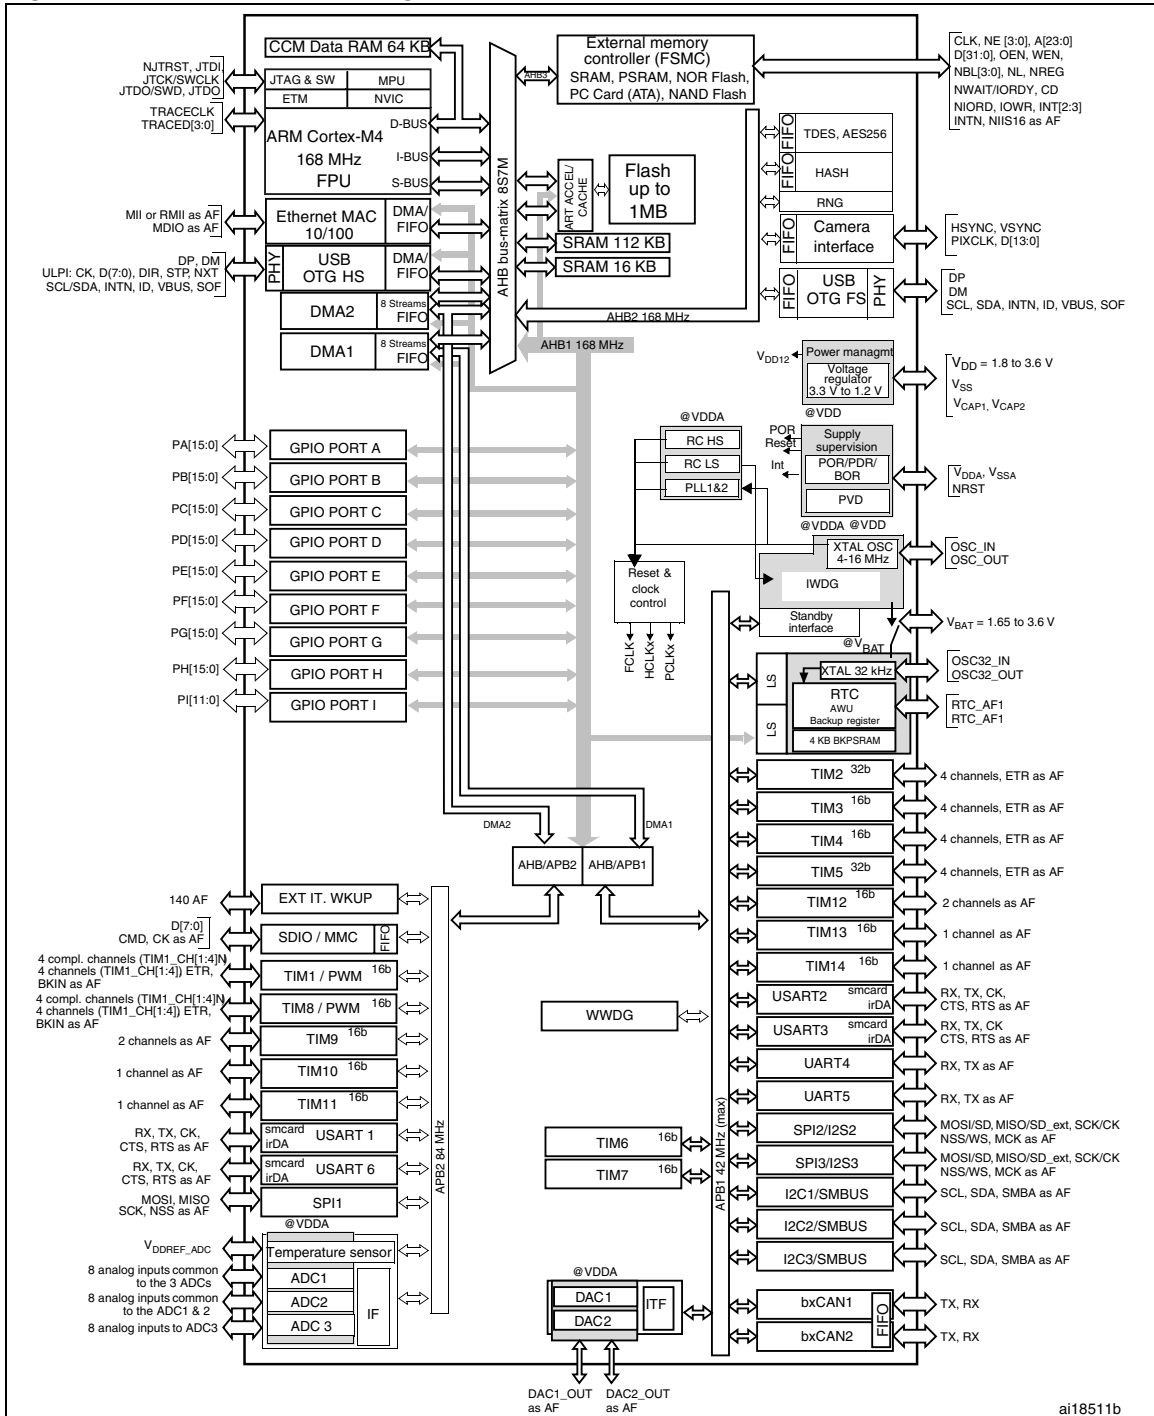 CCM Data RAM 64 KB
NJTRST, JTDI,
JTCK/SWCLK
JTDO/SWD, JTDO
JTAG & SW
MPU
ETM
NVIC
TRACECLK
TRACED[3:0]
ARM Cortex-M4
168 MHz
FPU
D-BUS
I-BUS
S-BUS
MII or RMII as AF
MDIO as AF
Ethernet MAC
10/100
DMA/
FIFO
DP, DM
ULPI: CK, D(7:0), DIR, STP, NXT
SCL/SDA, INTN, ID, VBUS, SOF
PHY
USB
OTG HS
DMA/
FIFO
DMA2
8 Streams
FIFO
DMA1
8 Streams
FIFO
AHB bus-matrix 8S7M
AHB3
External memory
controller (FSMC)
SRAM, PSRAM, NOR Flash,
PC Card (ATA), NAND Flash
CLK, NE [3:0], A[23:0]
D[31:0], OEN, WEN,
NBL[3:0], NL, NREG
NWAIT/IORDY, CD
NIORD, IOWR, INT[2:3]
INTN, NIIS16 as AF
ART ACCEL/
CACHE
Flash
up to
1MB
SRAM 112 KB
SRAM 16 KB
AHB2 168 MHz
AHB1 168 MHz
FIFO
TDES, AES256
FIFO
HASH
RNG
FIFO
Camera
interface
HSYNC, VSYNC
PIXCLK, D[13:0]
FIFO
USB
OTG FS
PHY
DP
DM
SCL, SDA, INTN, ID, VBUS, SOF
VDD12
Power managmt
Voltage
regulator
3.3 V to 1.2 V
VDD = 1.8 to 3.6 V
VSS
VCAP1, VCAP2
@VDD
@VDDA
RC HS
RC LS
PLL1&2
POR
Reset
Int
Supply
supervision
POR/PDR/
BOR
PVD
VDDA, VSSA
NRST
@VDDA @VDD
XTAL OSC
4-16 MHz
OSC_IN
OSC_OUT
IWDG
Reset &
clock
control
FCLK
HCLKx
PCLKx
Standby
interface
VBAT = 1.65 to 3.6 V
@VBAT
LS
LS
XTAL 32 kHz
OSC32_IN
OSC32_OUT
RTC
AWU
Backup register
RTC_AF1
RTC_AF1
4 KB BKPSRAM
PA[15:0]
GPIO PORT A
PB[15:0]
GPIO PORT B
PC[15:0]
GPIO PORT C
PD[15:0]
GPIO PORT D
PE[15:0]
GPIO PORT E
PF[15:0]
GPIO PORT F
PG[15:0]
GPIO PORT G
PH[15:0]
GPIO PORT H
PI[11:0]
GPIO PORT I
DMA2
DMA1
AHB/APB2
AHB/APB1
TIM2 32b
4 channels, ETR as AF
TIM3 16b
4 channels, ETR as AF
TIM4 16b
4 channels, ETR as AF
TIM5 32b
4 channels, ETR as AF
TIM12 16b
2 channels as AF
TIM13 16b
1 channel as AF
TIM14 16b
1 channel as AF
USART2
smcard
irDA
RX, TX, CK,
CTS, RTS as AF
USART3
smcard
irDA
RX, TX, CK
CTS, RTS as AF
UART4
RX, TX as AF
UART5
RX, TX as AF
SPI2/I2S2
MOSI/SD, MISO/SD_ext, SCK/CK
NSS/WS, MCK as AF
SPI3/I2S3
MOSI/SD, MISO/SD_ext, SCK/CK
NSS/WS, MCK as AF
I2C1/SMBUS
SCL, SDA, SMBA as AF
I2C2/SMBUS
SCL, SDA, SMBA as AF
I2C3/SMBUS
SCL, SDA, SMBA as AF
bxCAN1
TX, RX
bxCAN2
TX, RX
FIFO
APB1 42 MHz (max)
WWDG
TIM6 16b
TIM7 16b
@VDDA
DAC1
DAC2
ITF
DAC1_OUT
as AF
DAC2_OUT
as AF
140 AF
EXT IT. WKUP
D[7:0]
CMD, CK as AF
SDIO / MMC
FIFO
4 compl. channels (TIM1_CH[1:4]N
4 channels (TIM1_CH[1:4]) ETR,
BKIN as AF
TIM1 / PWM 16b
4 compl. channels (TIM1_CH[1:4]N
4 channels (TIM1_CH[1:4]) ETR,
BKIN as AF
TIM8 / PWM 16b
2 channels as AF
TIM9 16b
1 channel as AF
TIM10 16b
1 channel as AF
TIM11 16b
RX, TX, CK,
CTS, RTS as AF
smcard
irDA
USART 1
RX, TX, CK,
CTS, RTS as AF
smcard
irDA
USART 6
MOSI, MISO
SCK, NSS as AF
SPI1
APB2 84 MHz
@VDDA
VDDREF_ADC
Temperature sensor
8 analog inputs common
to the 3 ADCs
ADC1
8 analog inputs common
to the ADC1 & 2
ADC2
8 analog inputs to ADC3
ADC 3
IF
ai18511b